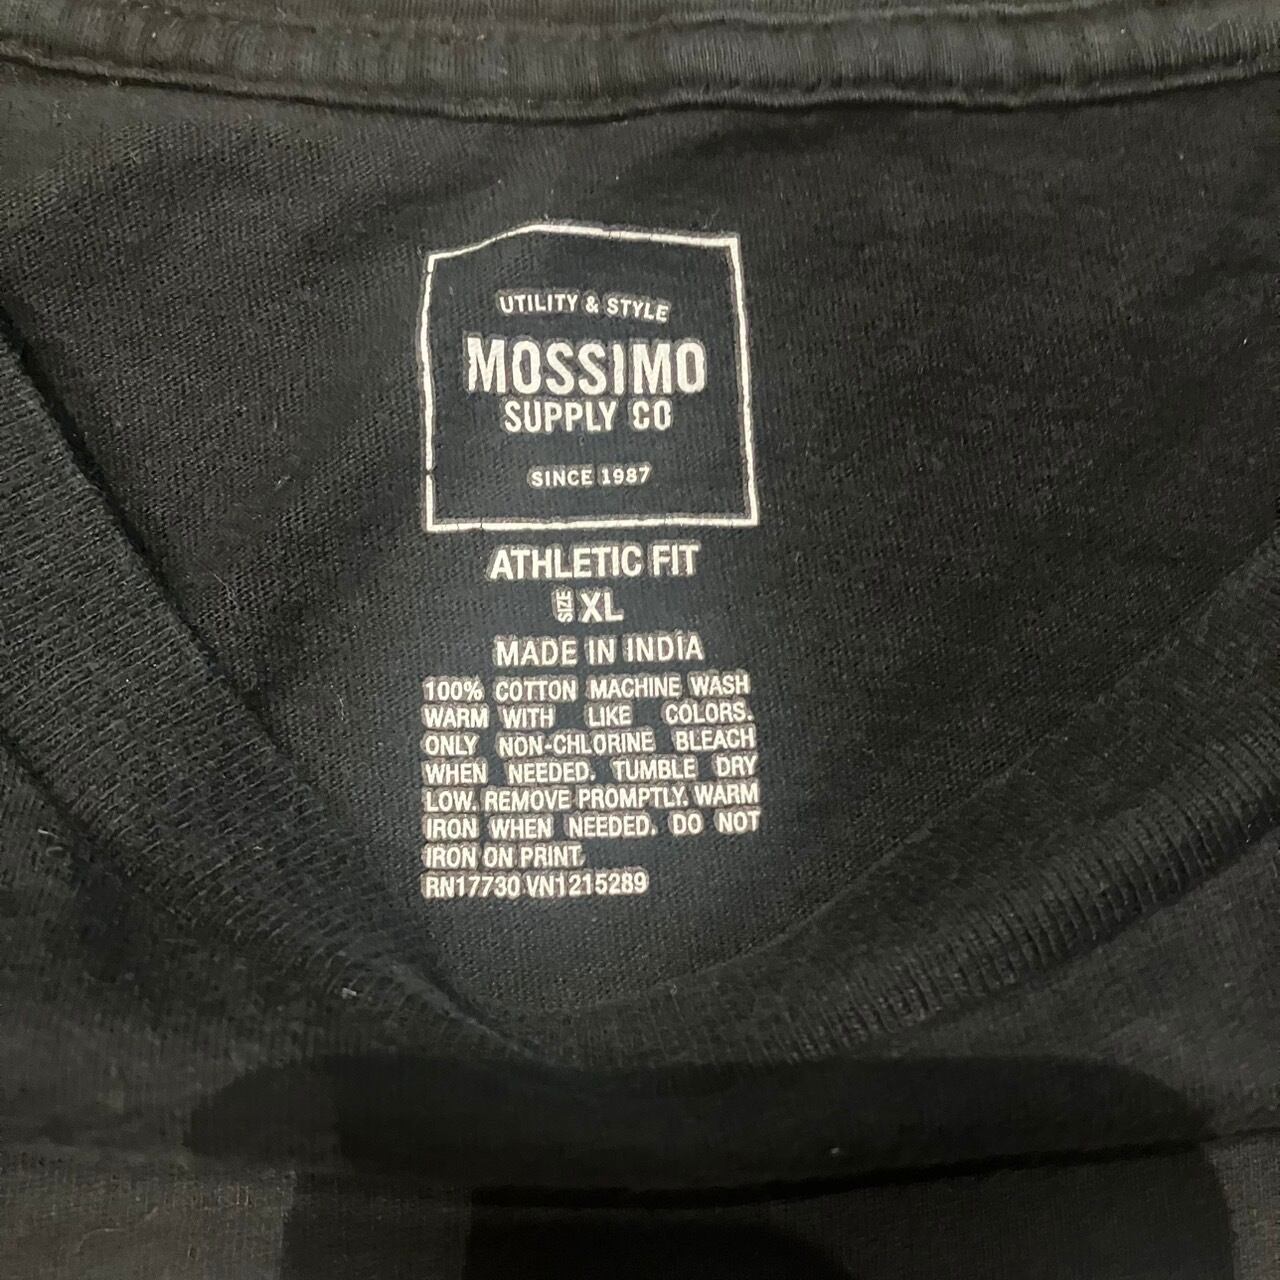 UTILITY & STYLE
MOSSIMO
SUPPLY CO
SINCE 1987
ATHLETIC FIT
SIZE XL
MADE IN INDIA
100% COTTON MACHINE WASH
WARM WITH LIKE COLORS.
ONLY NON-CHLORINE BLEACH
WHEN NEEDED. TUMBLE DRY
LOW. REMOVE PROMPTLY. WARM
IRON WHEN NEEDED. DO NOT
IRON ON PRINT.
RN17730 VN1215289